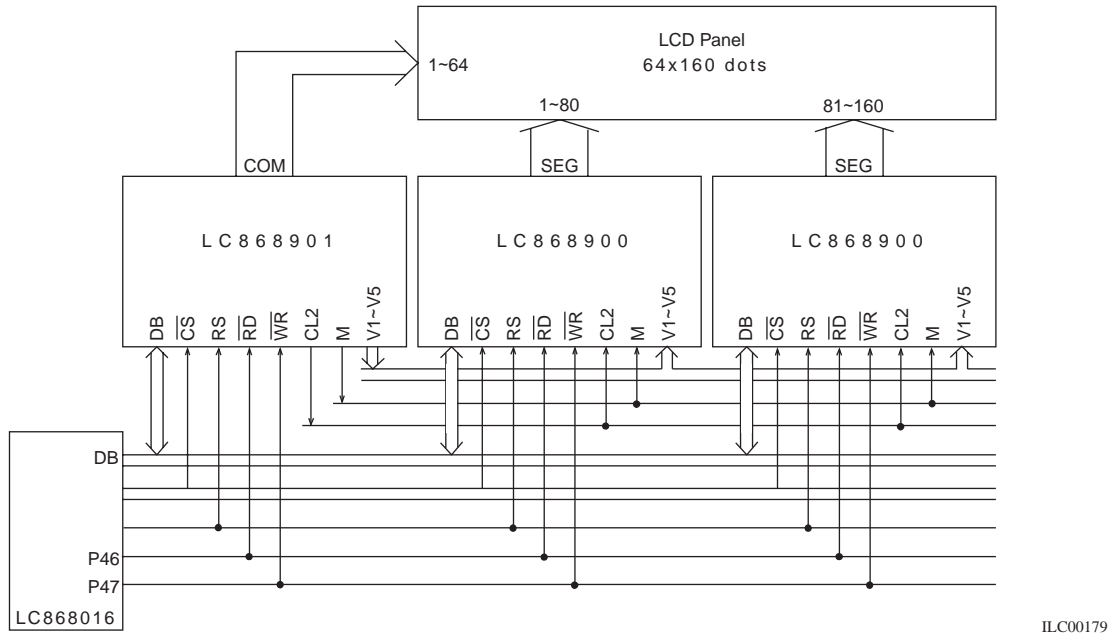 LCD Panel
64x160 dots
1~64
1~80
81~160
COM
SEG
SEG
LC868901
LC868900
LC868900
DB
CS
RS
RD
WR
CL2
M
V1~V5
DB
CS
RS
RD
WR
CL2
M
V1~V5
DB
CS
RS
RD
WR
CL2
M
V1~V5
DB
P46
P47
LC868016
ILC00179